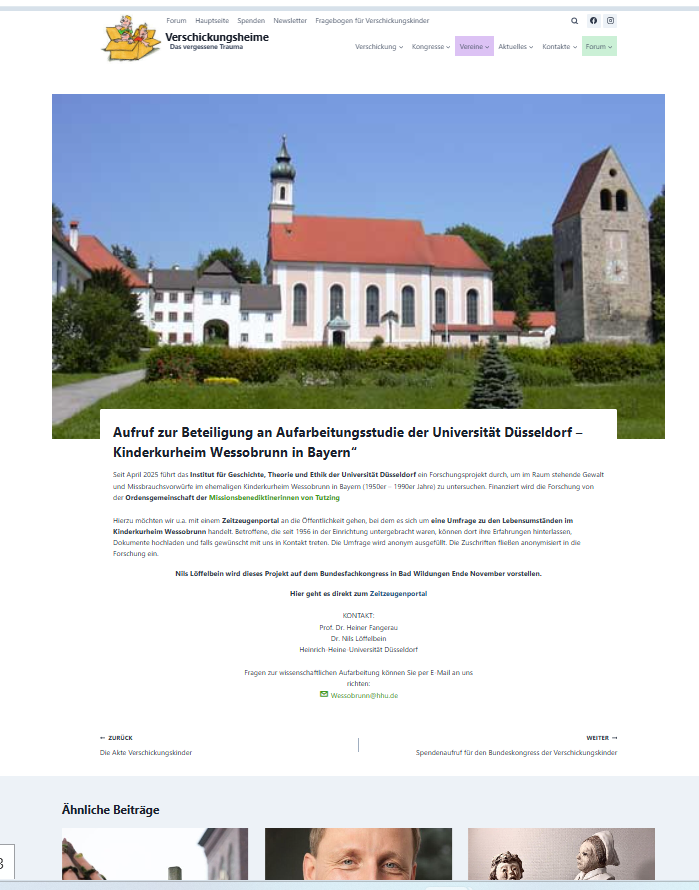 Forum Hauptseite Spenden Newsletter Fragebogen für Verschickungskinder
Verschickungsheime
Das vergessene Trauma
Verschickung Kongresse Vereine Aktuelles Kontakte Forum
Aufruf zur Beteiligung an Aufarbeitungsstudie der Universität Düsseldorf –
Kinderkurheim Wessobrunn in Bayern“
Seit April 2025 führt das Institut für Geschichte, Theorie und Ethik der Universität Düsseldorf ein Forschungsprojekt durch, um im Raum stehende Gewalt
und Missbrauchsvorwürfe im ehemaligen Kinderkurheim Wessobrunn in Bayern (1950er – 1990er Jahre) zu untersuchen. Finanziert wird die Forschung von
der Ordensgemeinschaft der Missionsbenediktinerinnen von Tutzing
Hierzu möchten wir u.a. mit einem Zeitzeugenportal an die Öffentlichkeit gehen, bei dem es sich um eine Umfrage zu den Lebensumständen im
Kinderkurheim Wessobrunn handelt. Betroffene, die seit 1956 in der Einrichtung untergebracht waren, können dort ihre Erfahrungen hinterlassen,
Dokumente hochladen und falls gewünscht mit uns in Kontakt treten. Die Umfrage wird anonym ausgefüllt. Die Zuschriften fließen anonymisiert in die
Forschung ein.
Nils Löffelbein wird dieses Projekt auf dem Bundesfachkongress in Bad Wildungen Ende November vorstellen.
Hier geht es direkt zum Zeitzeugenportal
KONTAKT:
Prof. Dr. Heiner Fangerau
Dr. Nils Löffelbein
Heinrich-Heine-Universität Düsseldorf
Fragen zur wissenschaftlichen Aufarbeitung können Sie per E-Mail an uns
richten:
Wessobrunn@hhu.de
← ZURÜCK
Die Akte Verschickungskinder
WEITER →
Spendenaufruf für den Bundeskongress der Verschickungskinder
Ähnliche Beiträge
3